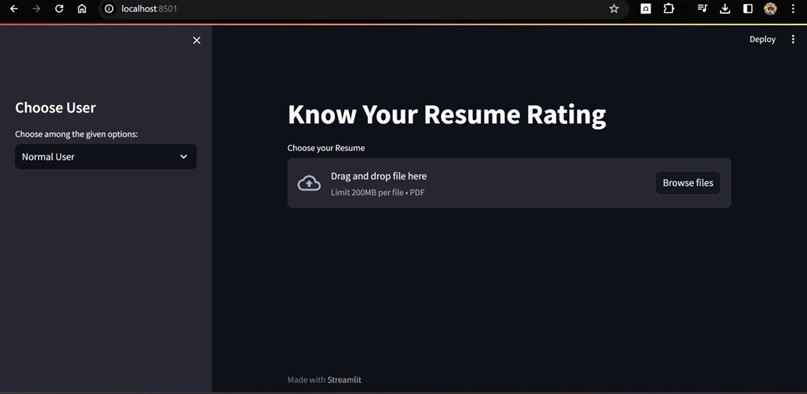 localhost:8501
Deploy
Choose User
Choose among the given options:
Normal User
Know Your Resume Rating
Choose your Resume
Drag and drop file here
Limit 200MB per file • PDF
Browse files
Made with Streamlit